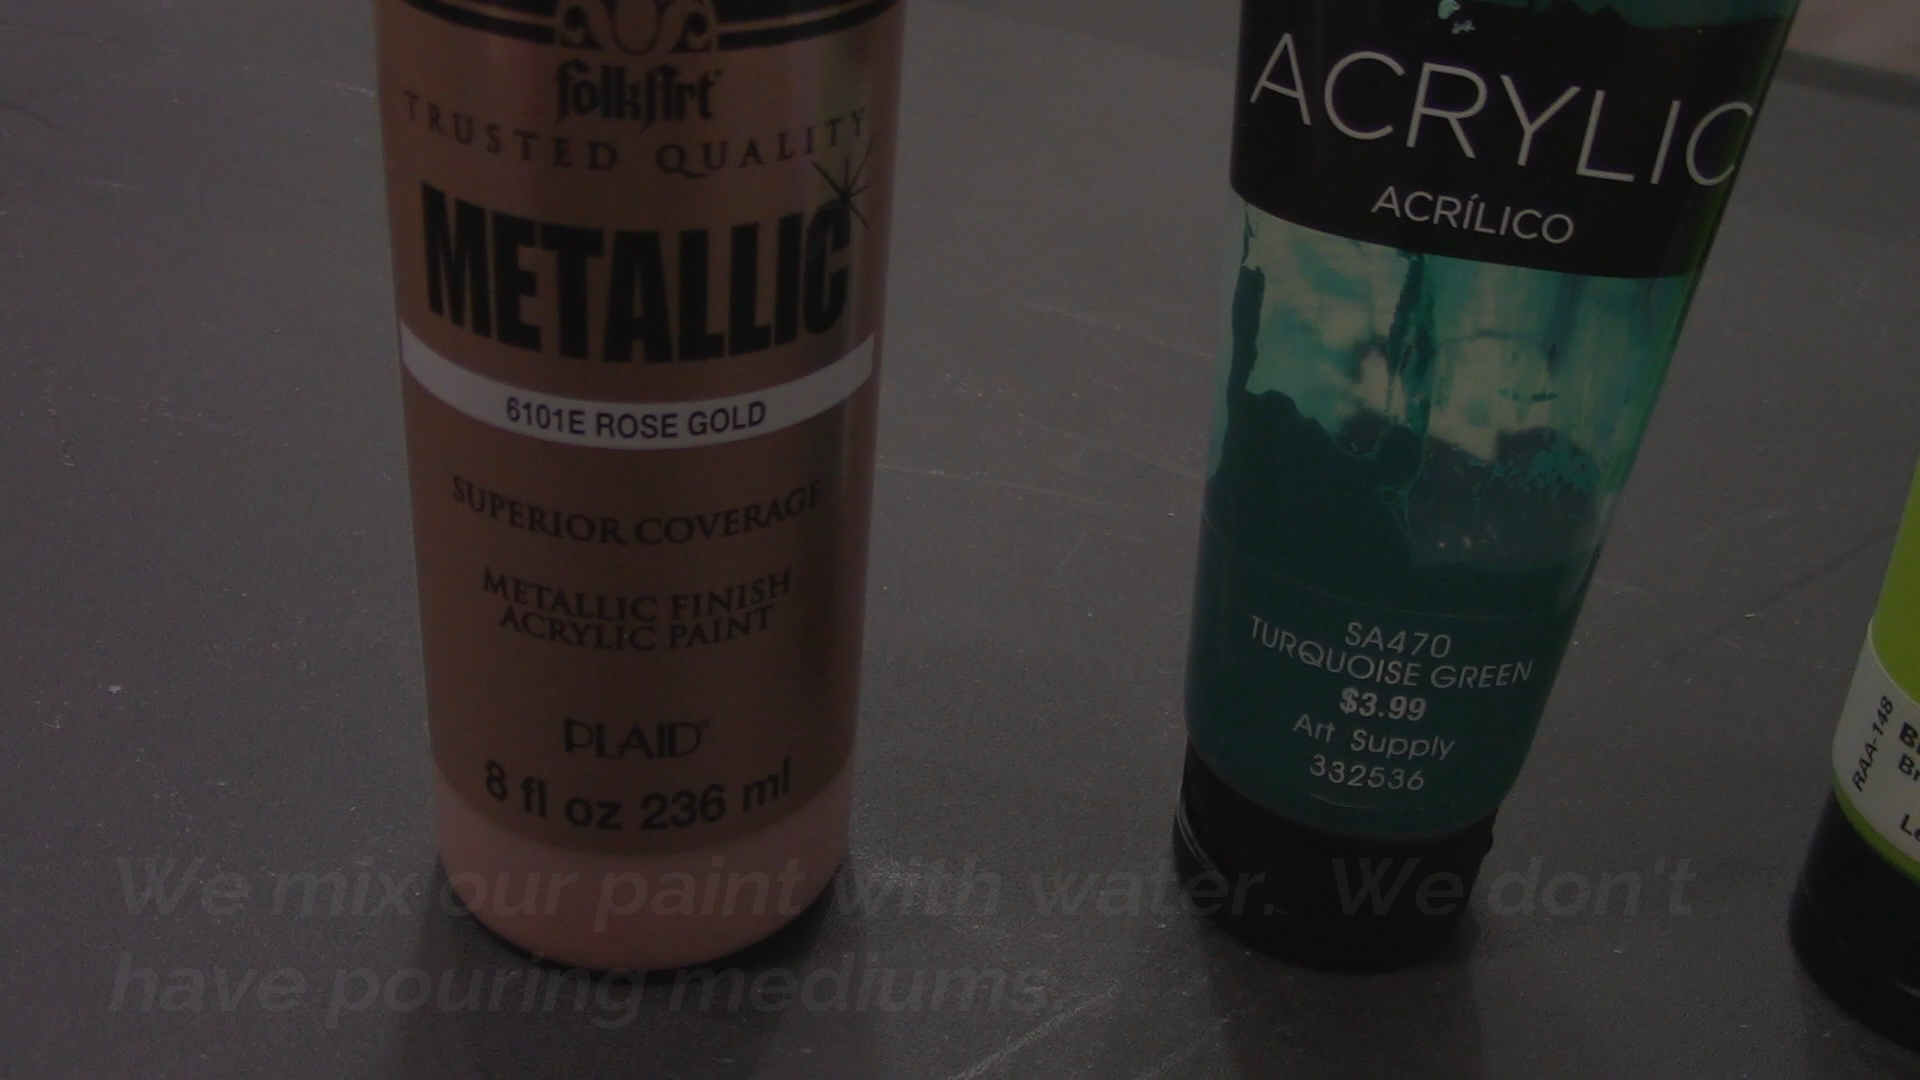 folkArt
TRUSTED QUALITY
METALLIC
6101E ROSE GOLD
SUPERIOR COVERAGE
METALLIC FINISH
ACRYLIC PAINT
PLAID
8 fl oz 236 ml
ACRYLIC
ACRÍLICO
SA470
TURQUOISE GREEN
$3.99
Art Supply
332536
RAA-148
We mix our paint with water. We don't
have pouring mediums.